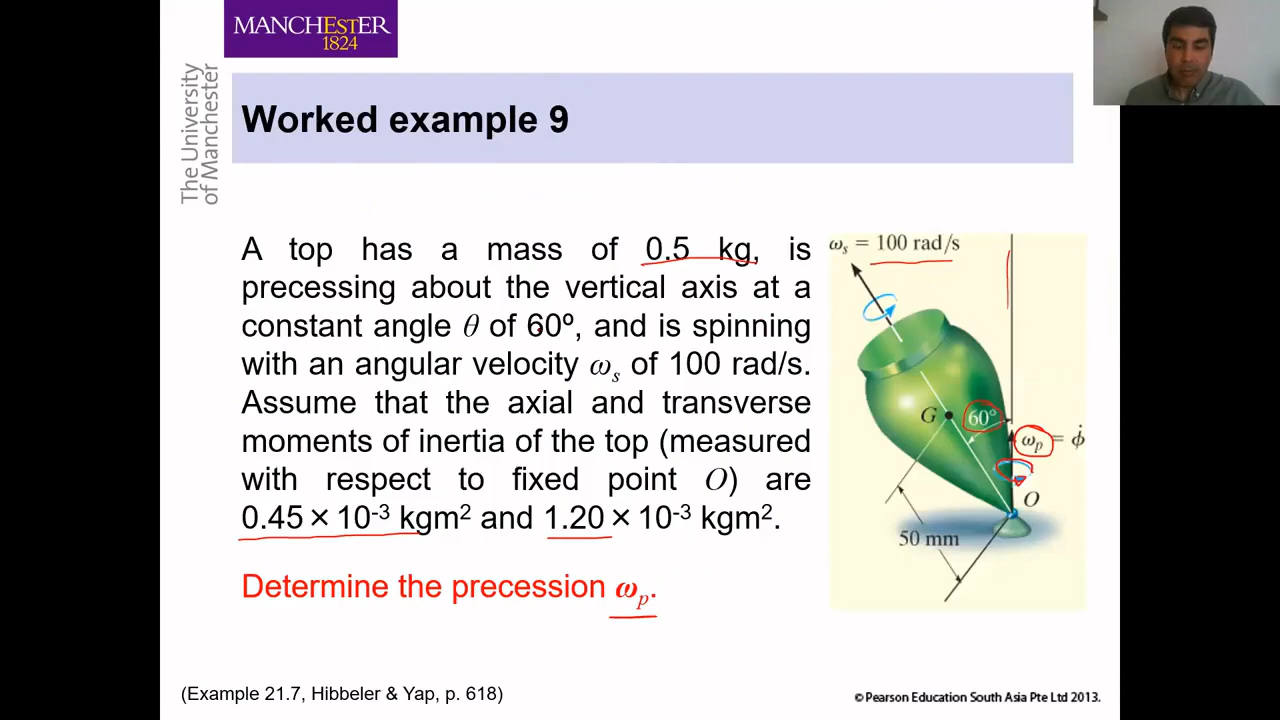 MANCHESTER
1824
The University
of Manchester
Worked example 9
A top has a mass of 0.5 kg, is
precessing about the vertical axis at a
constant angle θ of 60º, and is spinning
with an angular velocity ωs of 100 rad/s.
Assume that the axial and transverse
moments of inertia of the top (measured
with respect to fixed point O) are
0.45 × 10-3 kgm2 and 1.20 × 10-3 kgm2.
Determine the precession ωp.
ωs = 100 rad/s
G
60°
ωp = φ̇
O
50 mm
(Example 21.7, Hibbeler & Yap, p. 618)
© Pearson Education South Asia Pte Ltd 2013.